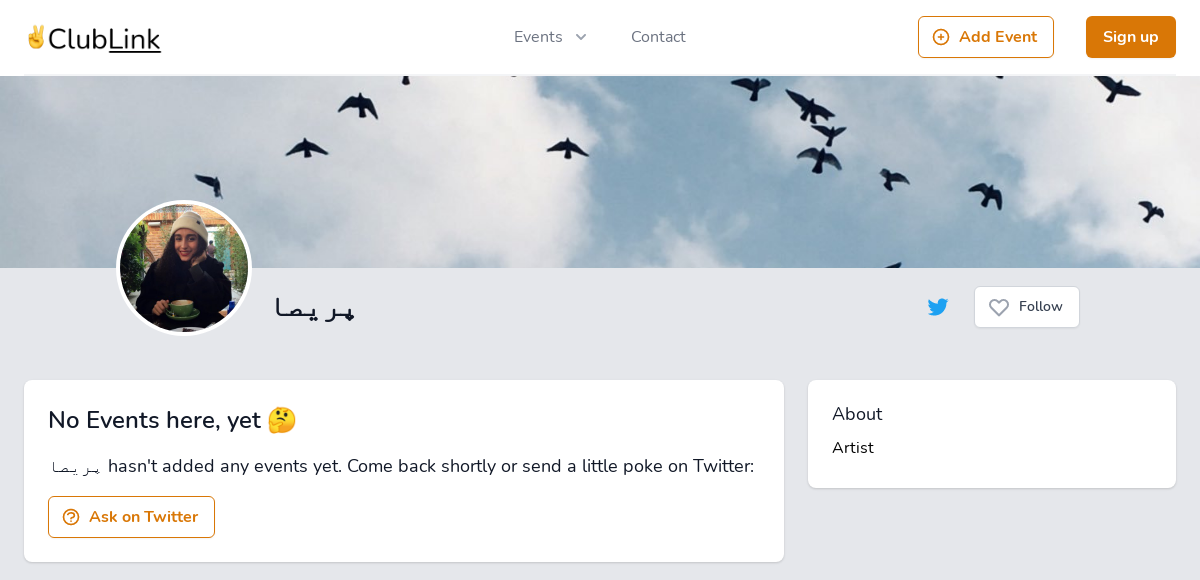 ✌️ClubLink
Events
Contact
Add Event
Sign up
پریصا
Follow
No Events here, yet 🤔
پریصا hasn't added any events yet. Come back shortly or send a little poke on Twitter:
Ask on Twitter
About
Artist